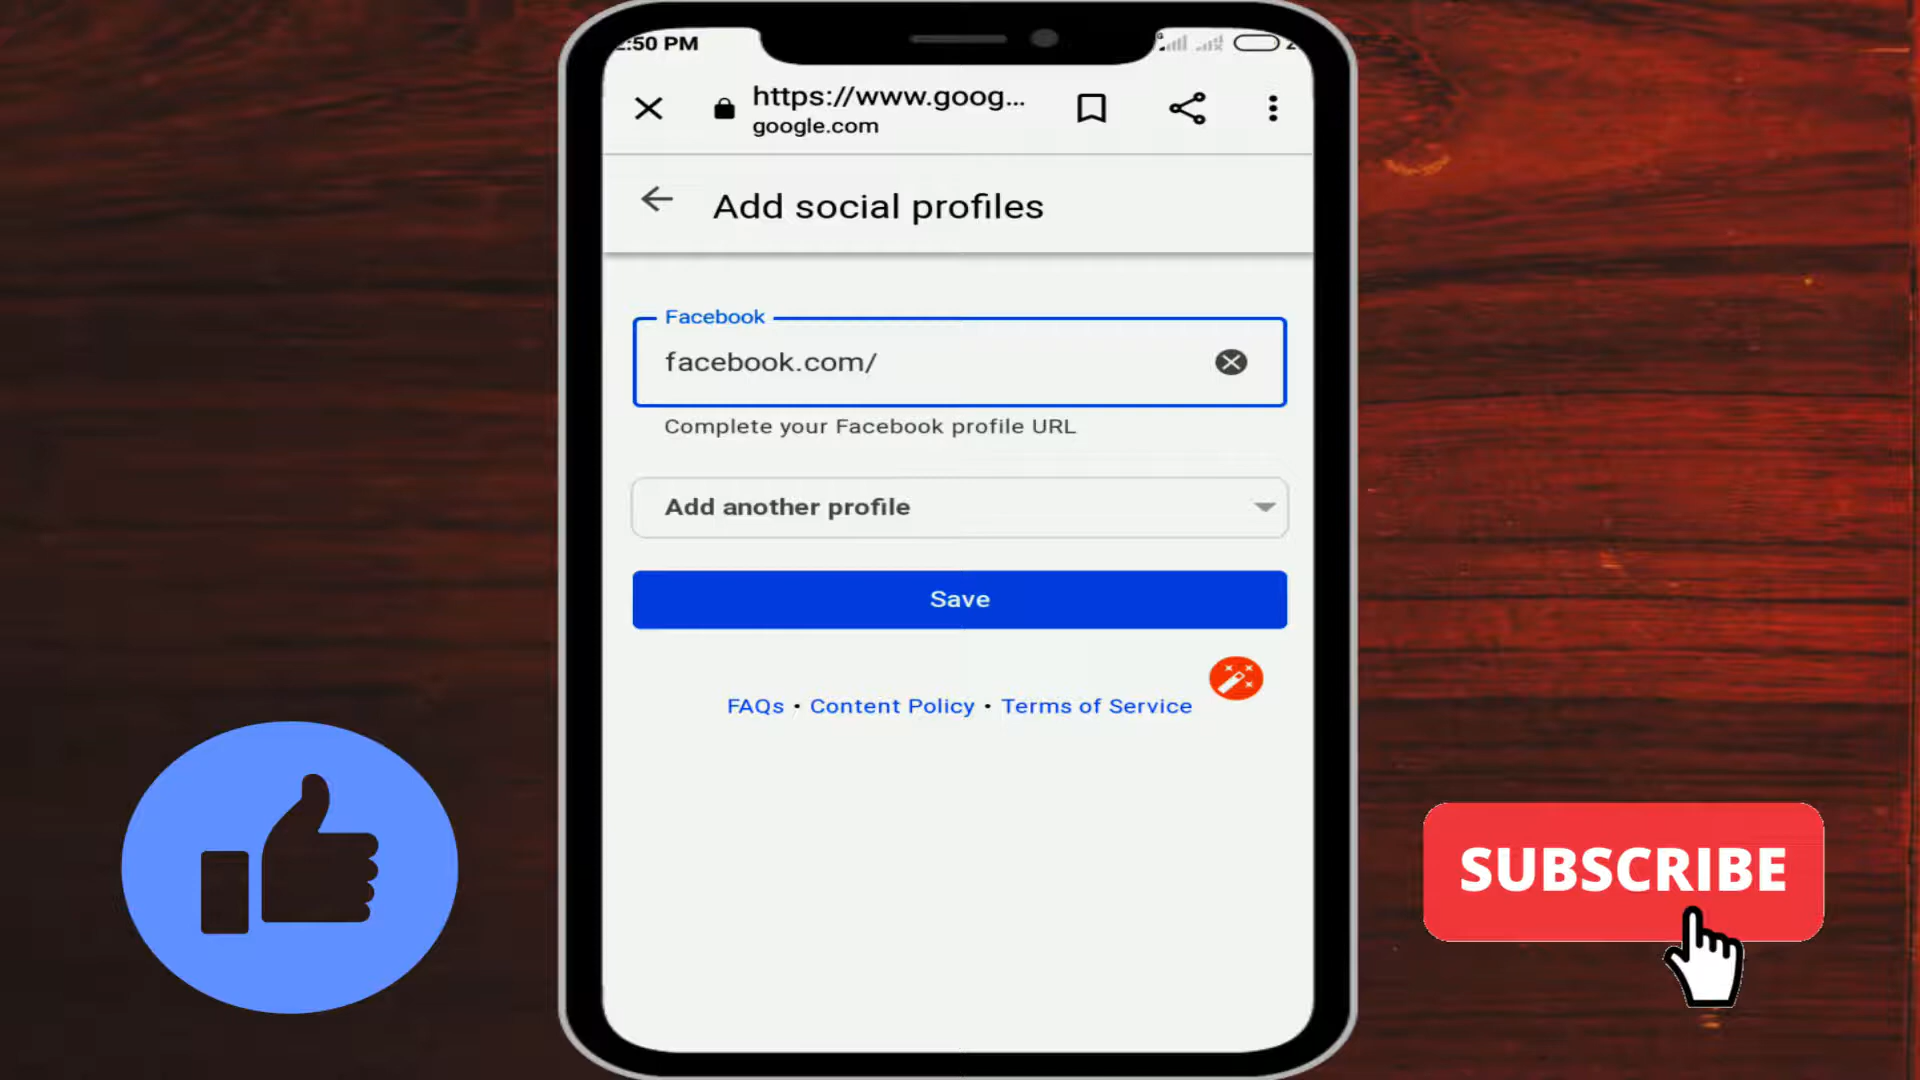 :50 PM
https://www.goog...
google.com
Add social profiles
Facebook
facebook.com/
Complete your Facebook profile URL
Add another profile
Save
FAQs • Content Policy • Terms of Service
SUBSCRIBE